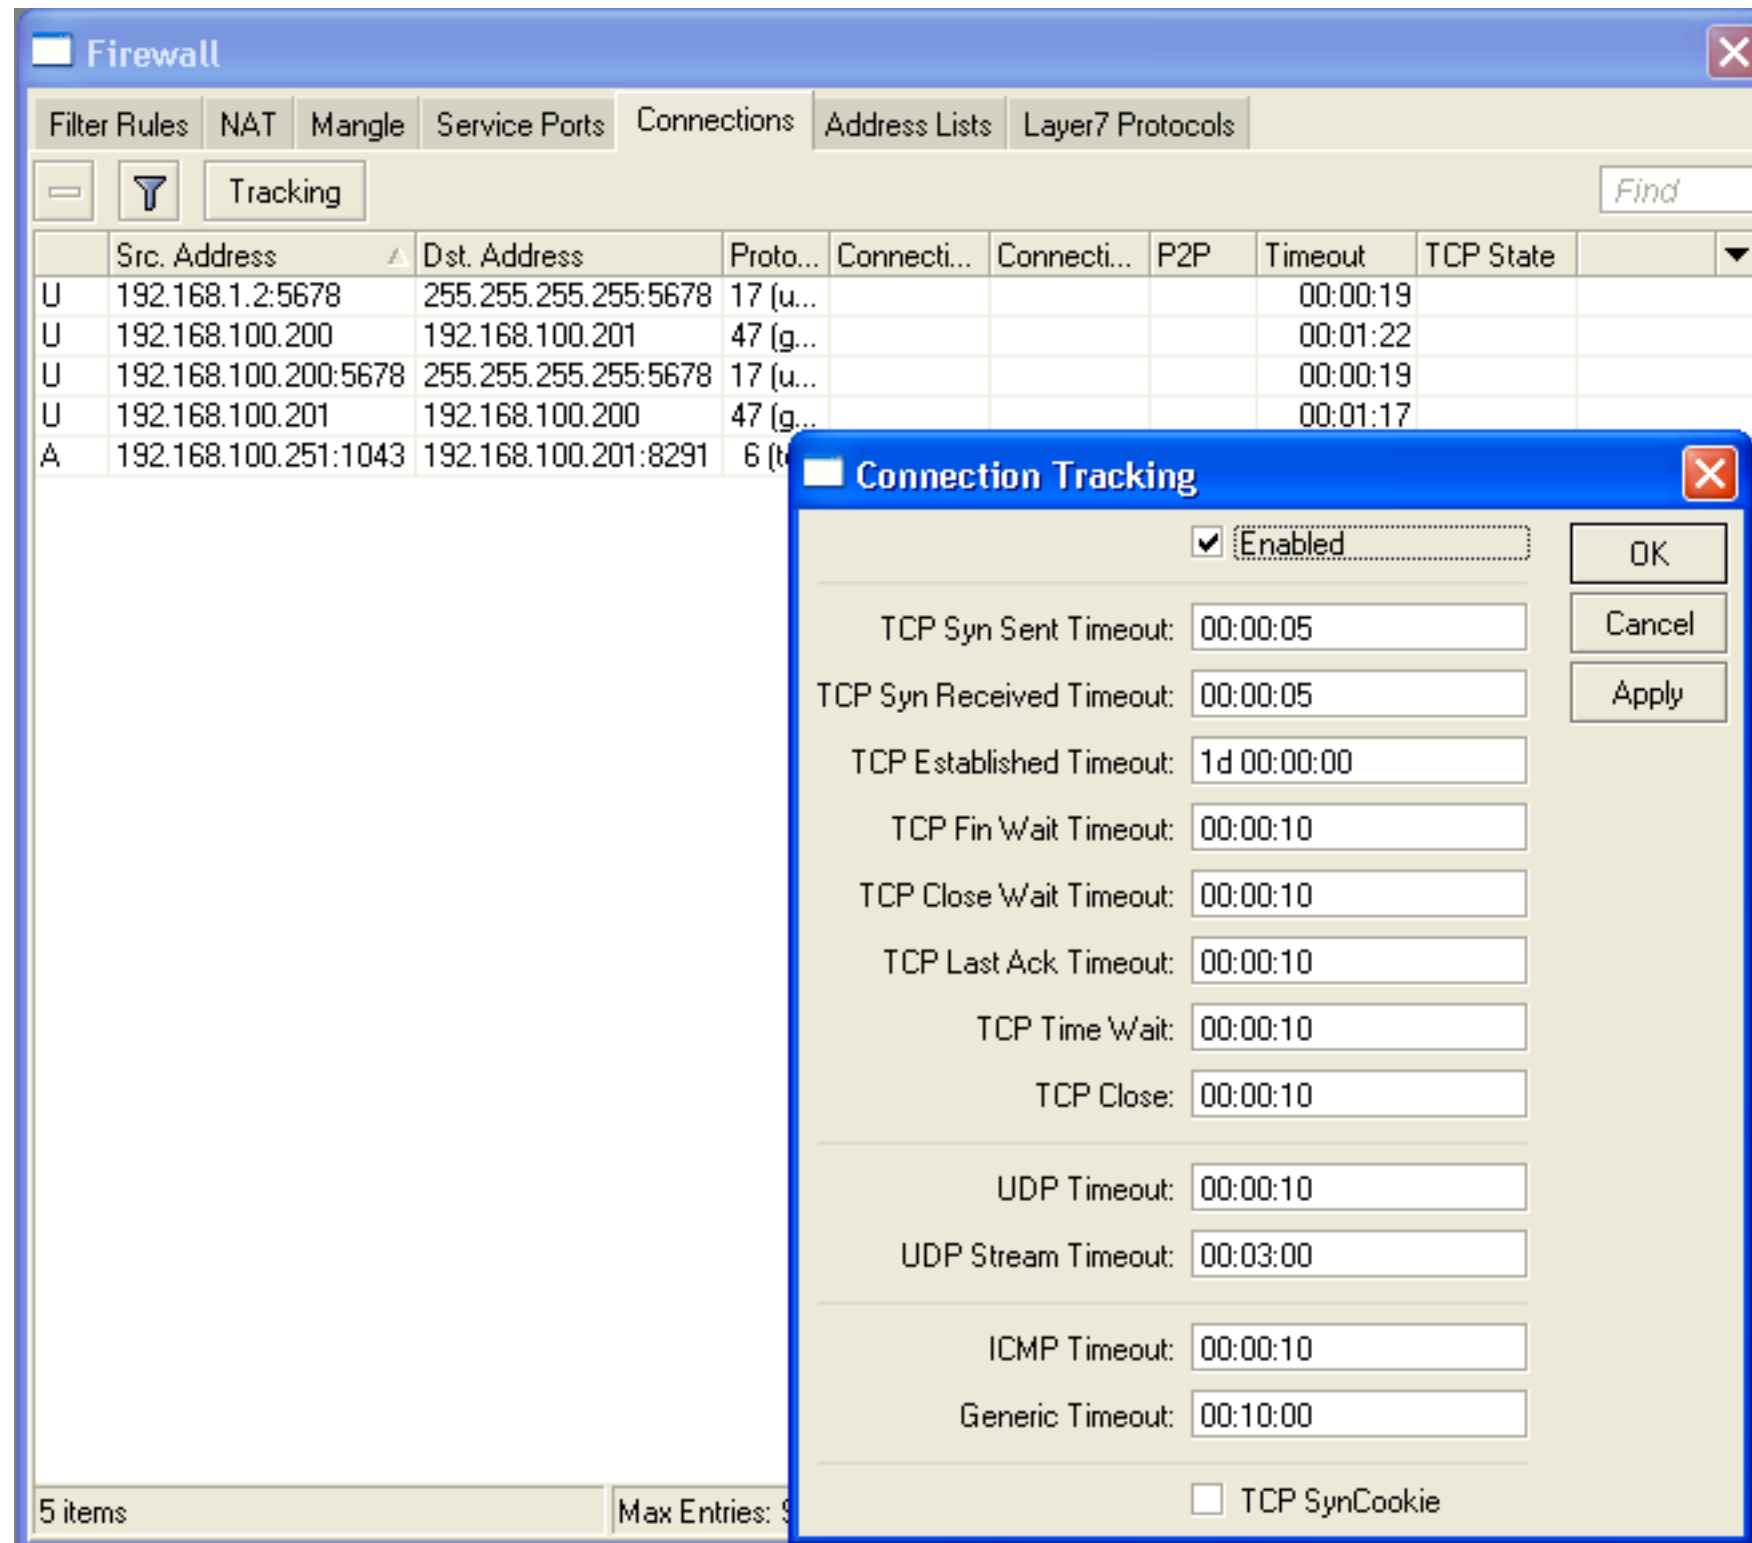 Firewall
Filter Rules NAT Mangle Service Ports Connections Address Lists Layer7 Protocols
Tracking Find
Src. Address Dst. Address Proto... Connecti... Connecti... P2P Timeout TCP State
U 192.168.1.2:5678 255.255.255.255:5678 17 (u... 00:00:19
U 192.168.100.200 192.168.100.201 47 (g... 00:01:22
U 192.168.100.200:5678 255.255.255.255:5678 17 (u... 00:00:19
U 192.168.100.201 192.168.100.200 47 (g... 00:01:17
A 192.168.100.251:1043 192.168.100.201:8291 6 (t
Connection Tracking
Enabled
OK
TCP Syn Sent Timeout: 00:00:05
Cancel
TCP Syn Received Timeout: 00:00:05
Apply
TCP Established Timeout: 1d 00:00:00
TCP Fin Wait Timeout: 00:00:10
TCP Close Wait Timeout: 00:00:10
TCP Last Ack Timeout: 00:00:10
TCP Time Wait: 00:00:10
TCP Close: 00:00:10
UDP Timeout: 00:00:10
UDP Stream Timeout: 00:03:00
ICMP Timeout: 00:00:10
Generic Timeout: 00:10:00
TCP SynCookie
5 items Max Entries: